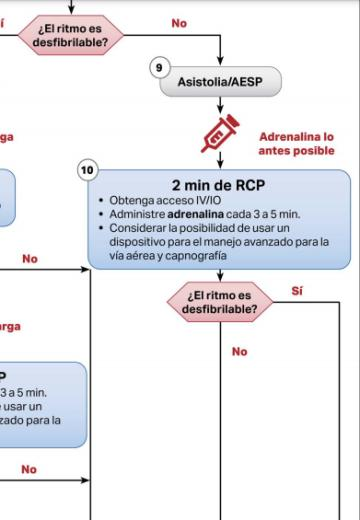 í
¿El ritmo es
desfibrilable?
No
9
Asistolia/AESP
Adrenalina lo
antes posible
ga
10
2 min de RCP
• Obtenga acceso IV/IO
• Administre adrenalina cada 3 a 5 min.
• Considerar la posibilidad de usar un
dispositivo para el manejo avanzado para la
vía aérea y capnografía
No
¿El ritmo es
desfibrilable?
Sí
arga
No
P
3 a 5 min.
usar un
zado para la
No